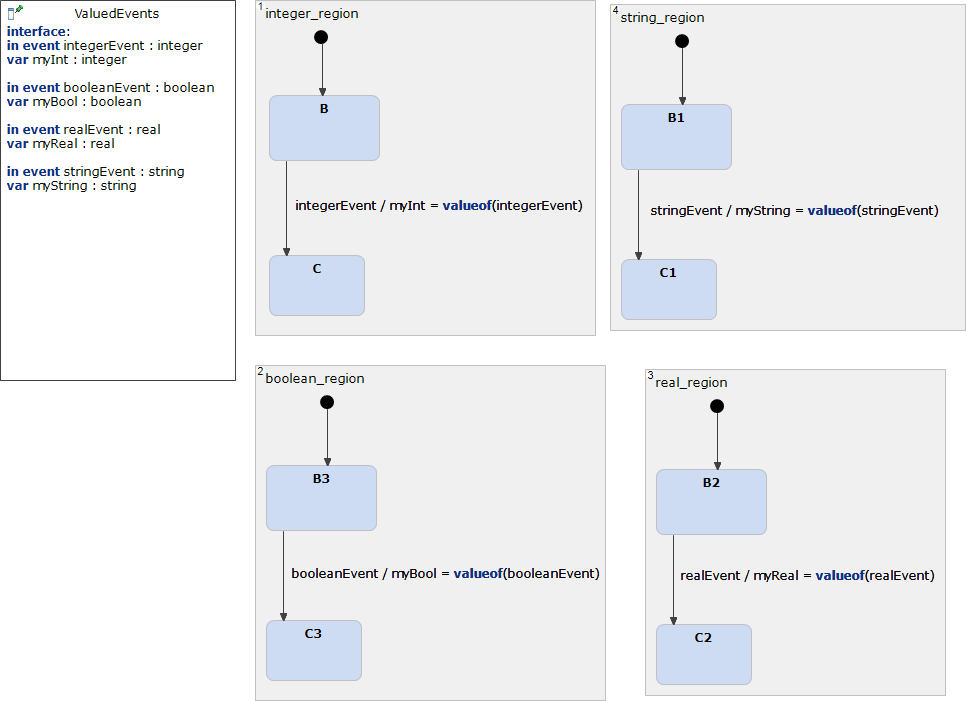 ValuedEvents
interface:
in event integerEvent : integer
var myInt : integer
in event booleanEvent : boolean
var myBool : boolean
in event realEvent : real
var myReal : real
in event stringEvent : string
var myString : string
1
integer_region
B
integerEvent / myInt = valueof(integerEvent)
C
4
string_region
B1
stringEvent / myString = valueof(stringEvent)
C1
2
boolean_region
B3
booleanEvent / myBool = valueof(booleanEvent)
C3
3
real_region
B2
realEvent / myReal = valueof(realEvent)
C2